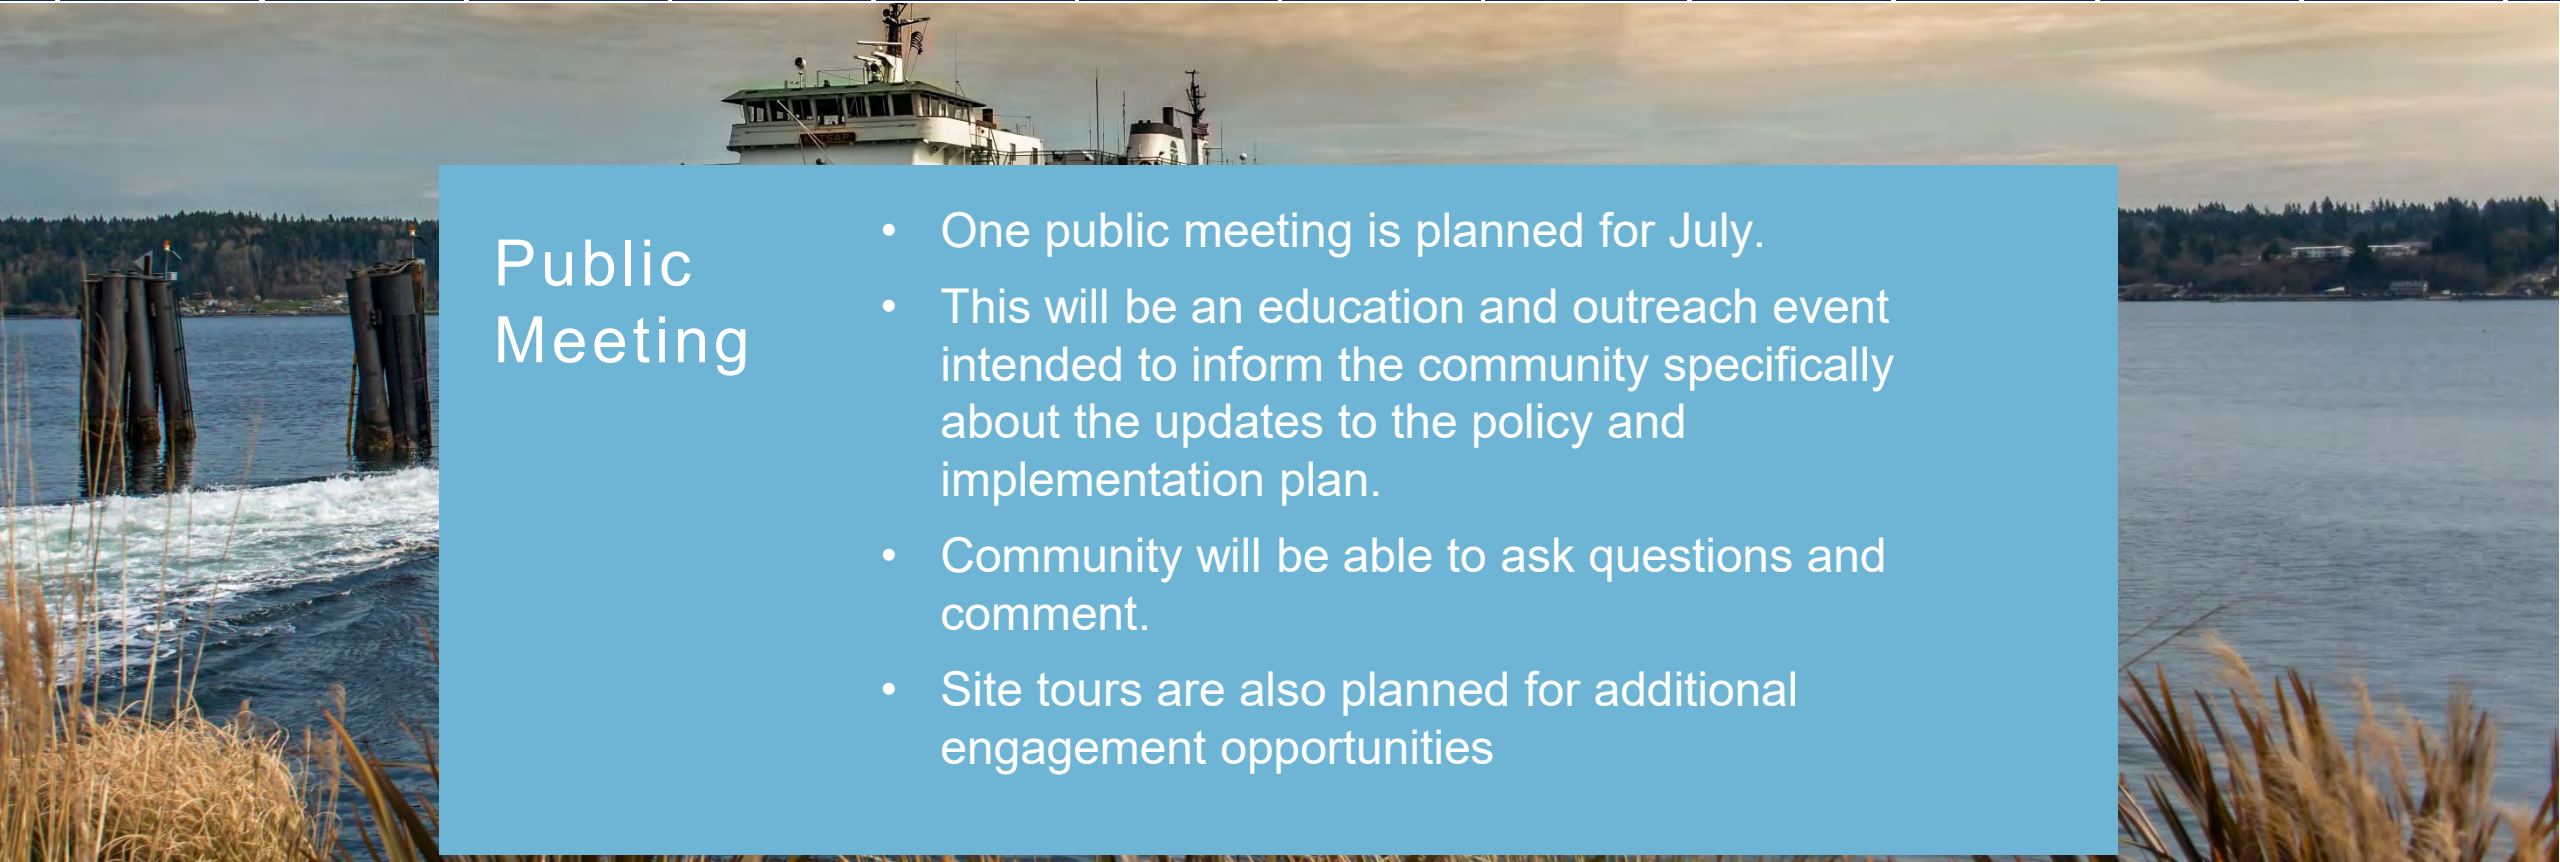 Public
Meeting
• One public meeting is planned for July.
• This will be an education and outreach event
intended to inform the community specifically
about the updates to the policy and
implementation plan.
• Community will be able to ask questions and
comment.
• Site tours are also planned for additional
engagement opportunities